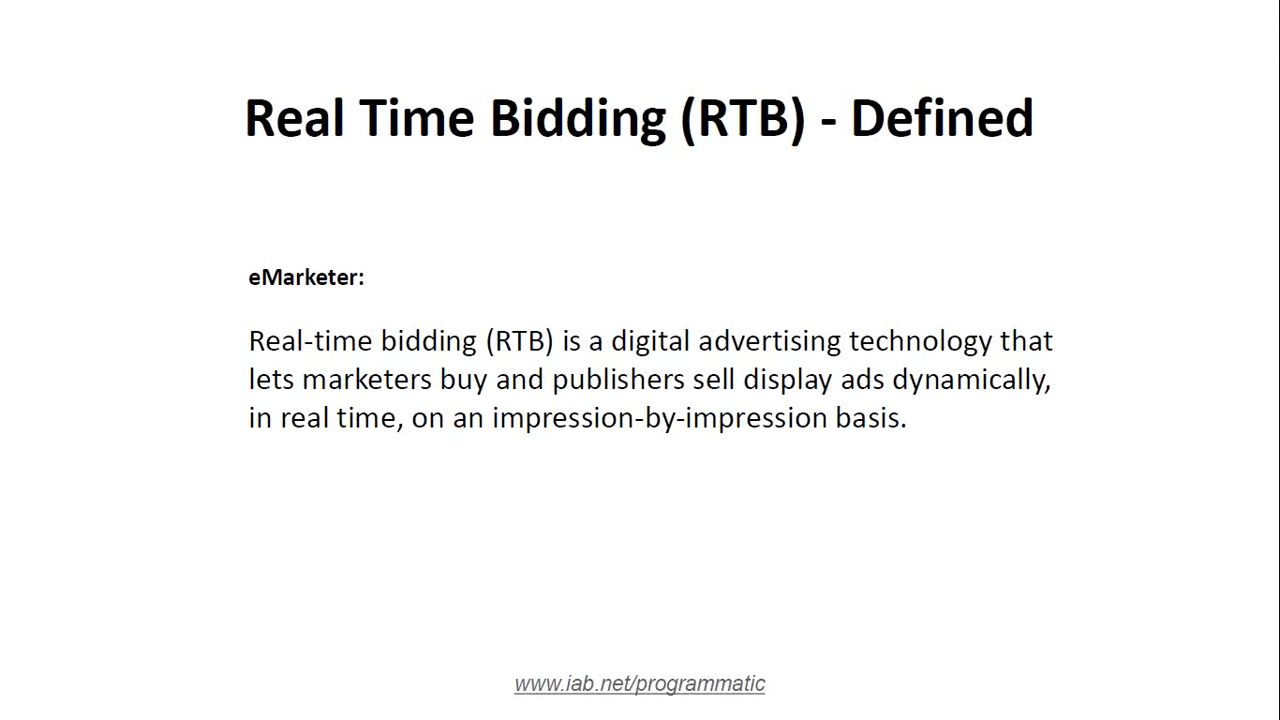 Real Time Bidding (RTB) - Defined
eMarketer:
Real-time bidding (RTB) is a digital advertising technology that
lets marketers buy and publishers sell display ads dynamically,
in real time, on an impression-by-impression basis.
www.iab.net/programmatic